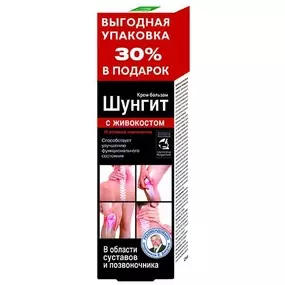 ВЫГОДНАЯ
УПАКОВКА
30%
В ПОДАРОК
Крем-бальзам
Шунгит
с живокостом
Способствует
улучшению
функционального
состояния
В области
суставов и
позвоночника